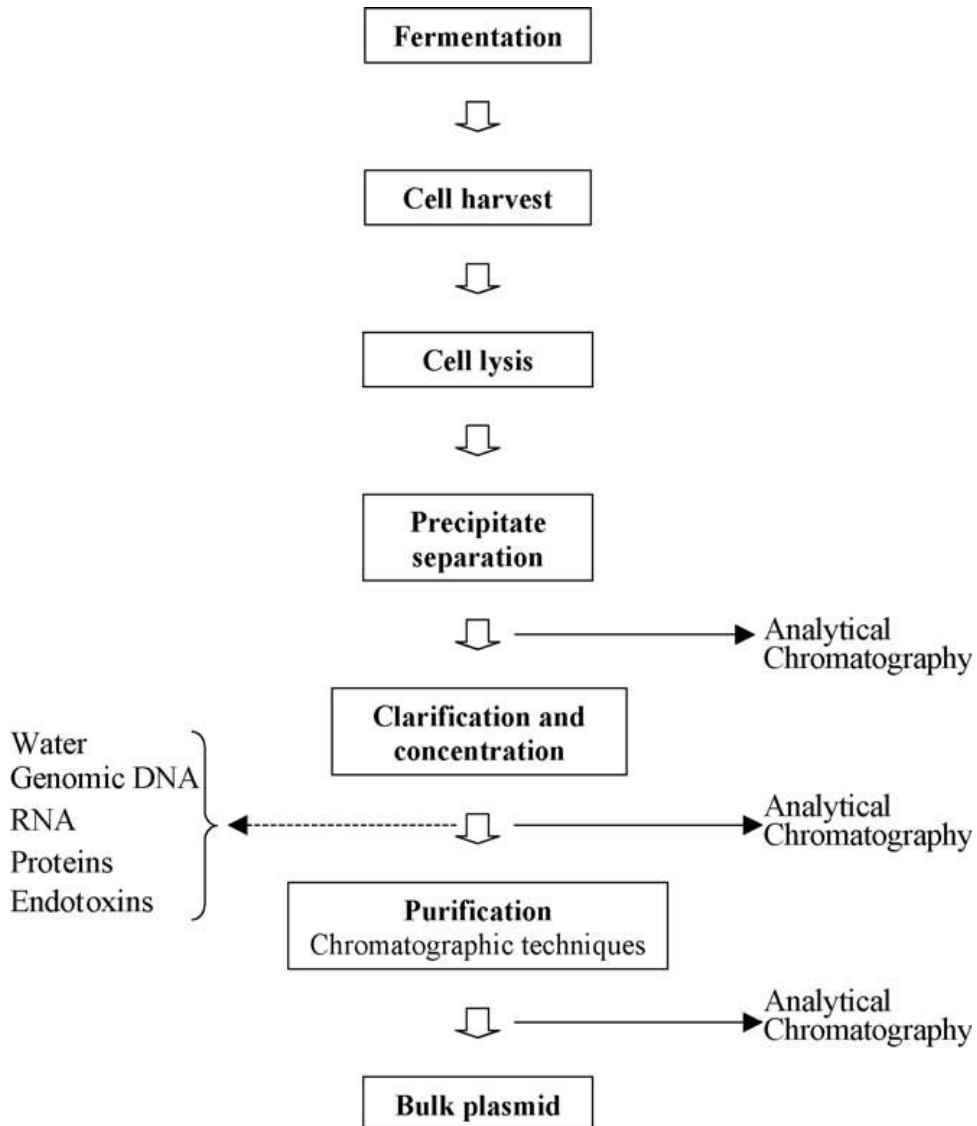 Fermentation
Cell harvest
Cell lysis
Precipitate
separation
Analytical
Chromatography
Clarification and
concentration
Water
Genomic DNA
RNA
Proteins
Endotoxins
Analytical
Chromatography
Purification
Chromatographic techniques
Analytical
Chromatography
Bulk plasmid